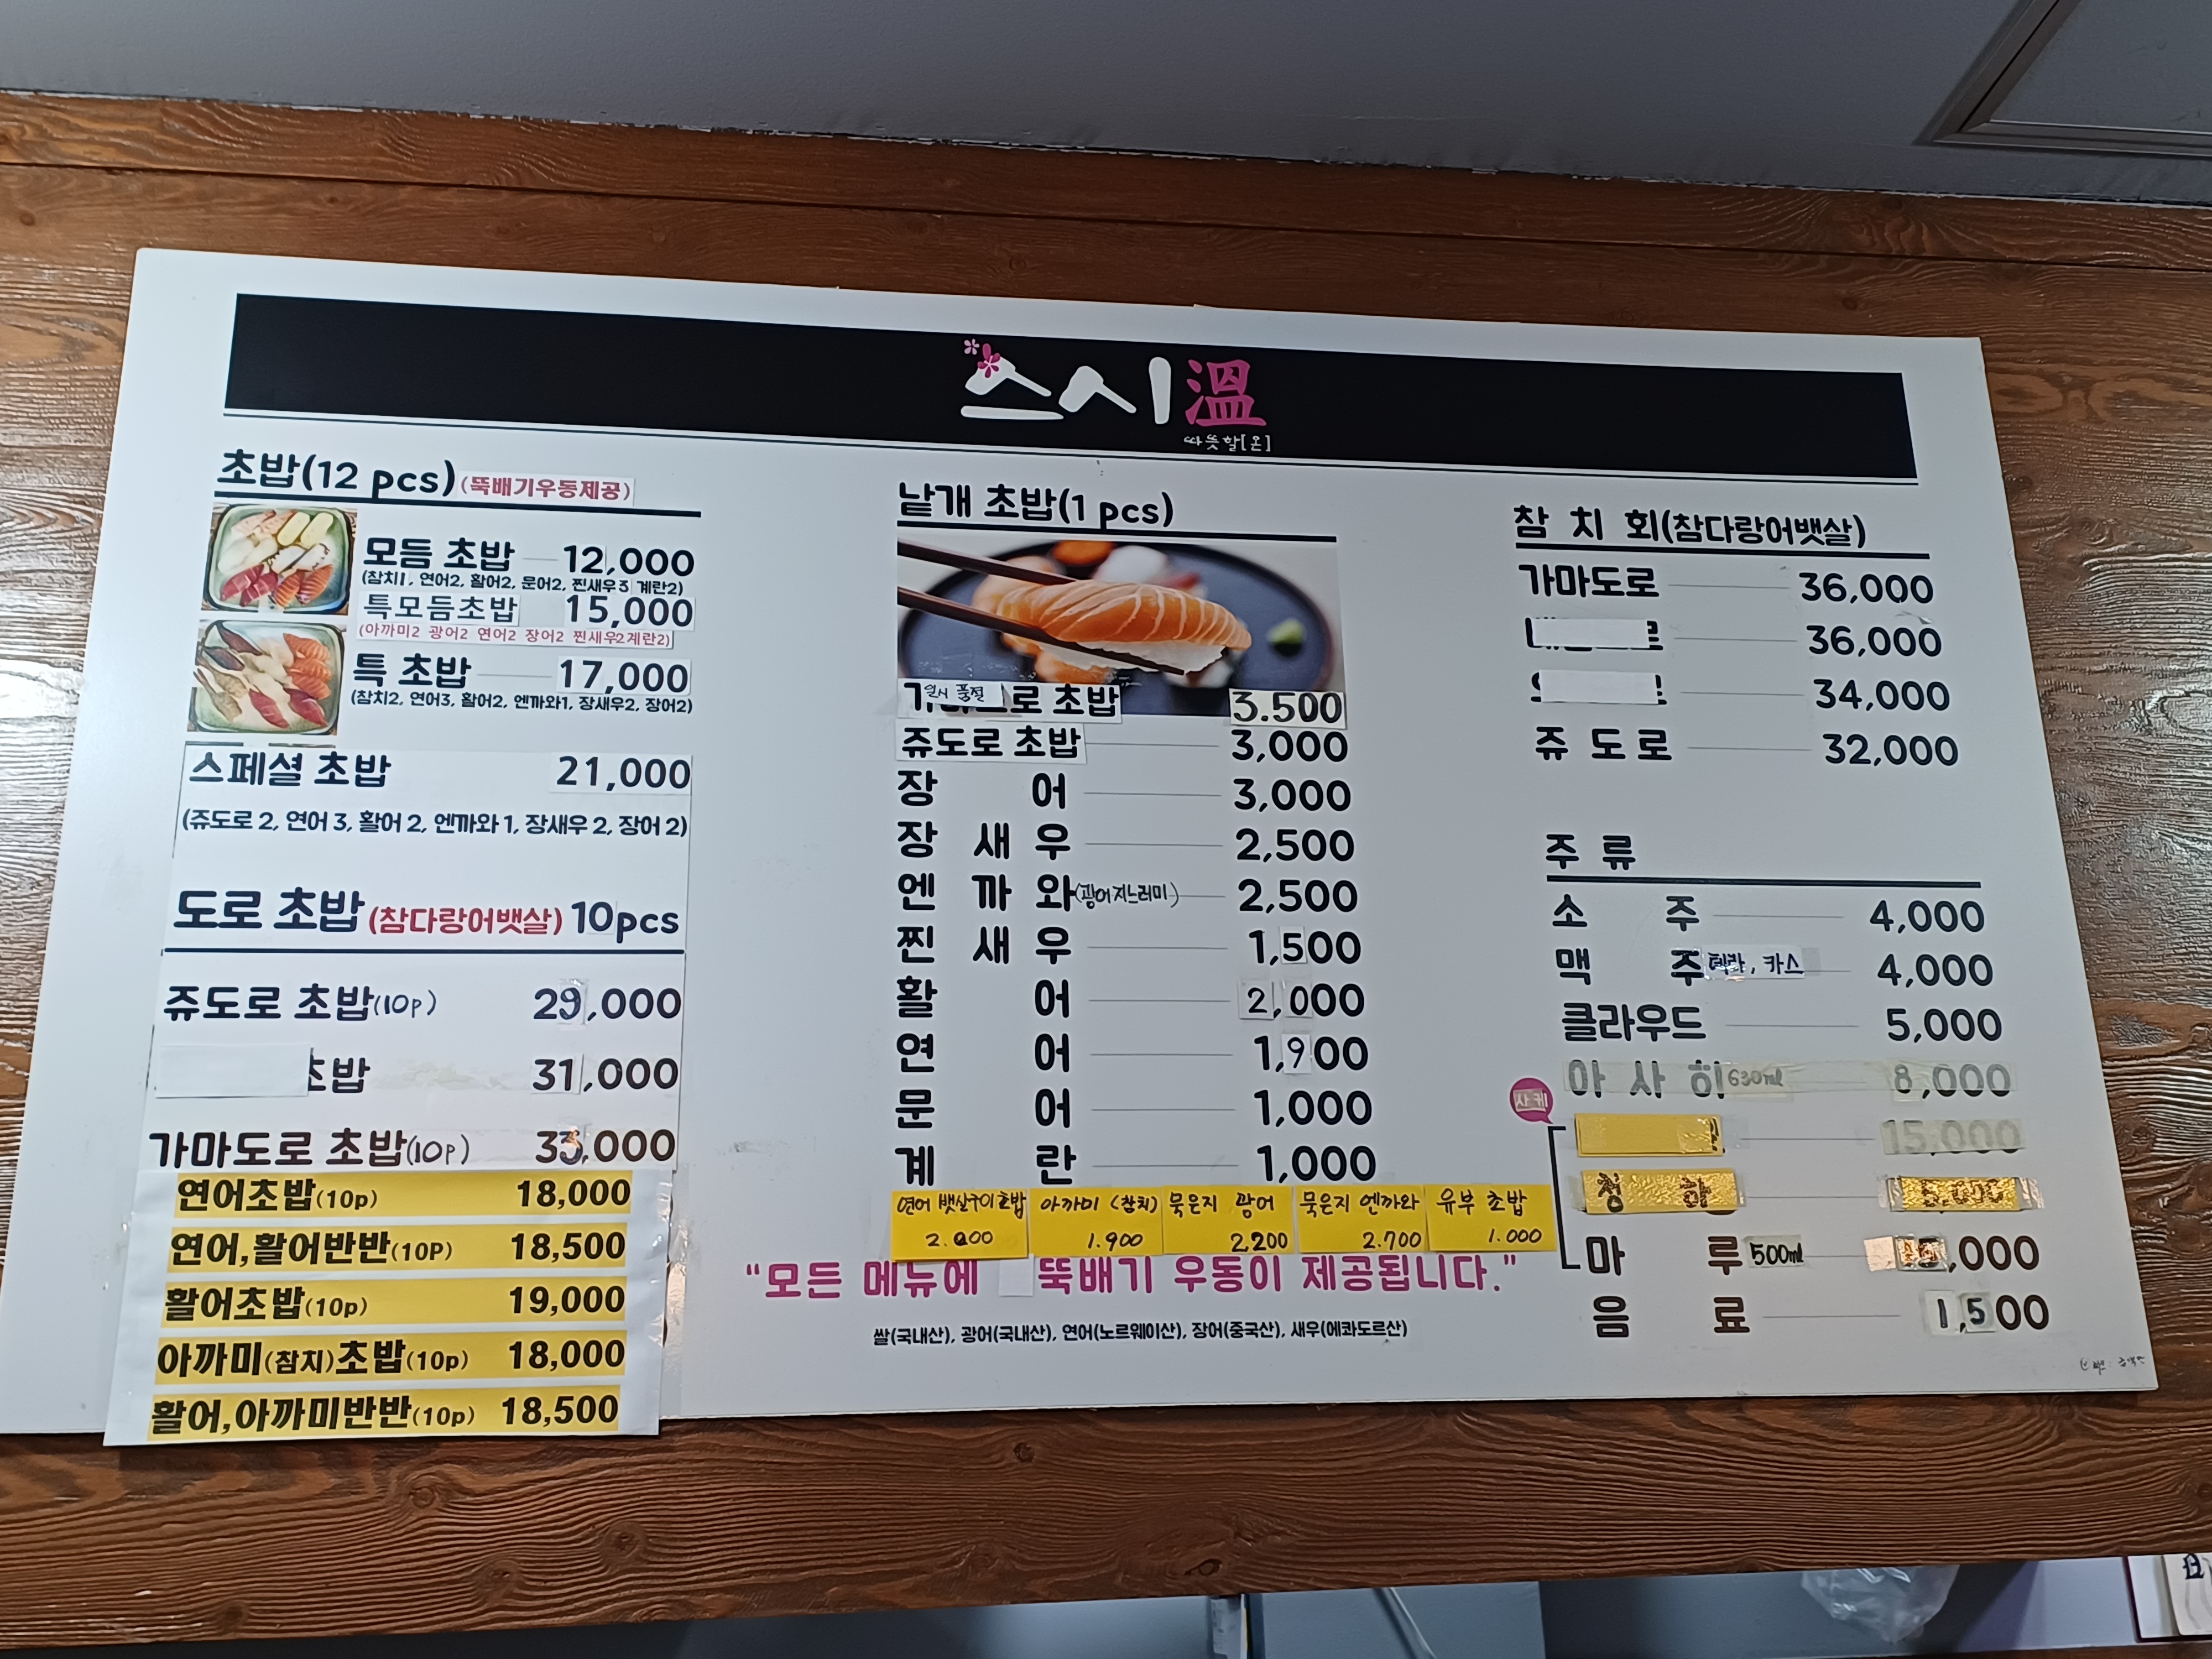 스시溫
따뜻할[온]
초밥(12 pcs)(뚝배기우동제공)
모듬 초밥 12,000
(참치1, 연어2, 활어2, 문어2, 찐새우3 계란2)
특모듬초밥 15,000
(아까미2 광어2 연어2 장어2 찐새우2계란2)
특 초밥 17,000
(참치2, 연어3, 활어2, 엔까와1, 장새우2, 장어2)
스페셜 초밥 21,000
(쥬도로 2, 연어 3, 활어 2, 엔까와 1, 장새우 2, 장어 2)
도로 초밥(참다랑어뱃살) 10pcs
쥬도로 초밥(10p) 29,000
초밥 31,000
가마도로 초밥(10p) 33,000
연어초밥(10p) 18,000
연어,활어반반(10P) 18,500
활어초밥(10p) 19,000
아까미(참치)초밥(10p) 18,000
활어,아까미반반(10p) 18,500
낱개 초밥(1 pcs)
일시 품절 로 초밥 3.500
쥬도로 초밥 3,000
장 어 3,000
장 새 우 2,500
엔 까 와(광어지느러미) 2,500
찐 새 우 1,500
활 어 2,000
연 어 1,900
문 어 1,000
계 란 1,000
연어 뱃살구이초밥 2.000
아까미 (참치) 1.900
묵은지 광어 2,200
묵은지 엔까와 2.700
유부 초밥 1.000
"모든 메뉴에 뚝배기 우동이 제공됩니다."
쌀(국내산), 광어(국내산), 연어(노르웨이산), 장어(중국산), 새우(에콰도르산)
참 치 회(참다랑어뱃살)
가마도로 36,000
36,000
34,000
쥬 도 로 32,000
주 류
소 주 4,000
맥 주 테라, 카스 4,000
클라우드 5,000
아 사 히 630ml 8,000
사케
15,000
청 하 5,000
마 루 500ml ,000
음 료 1,500